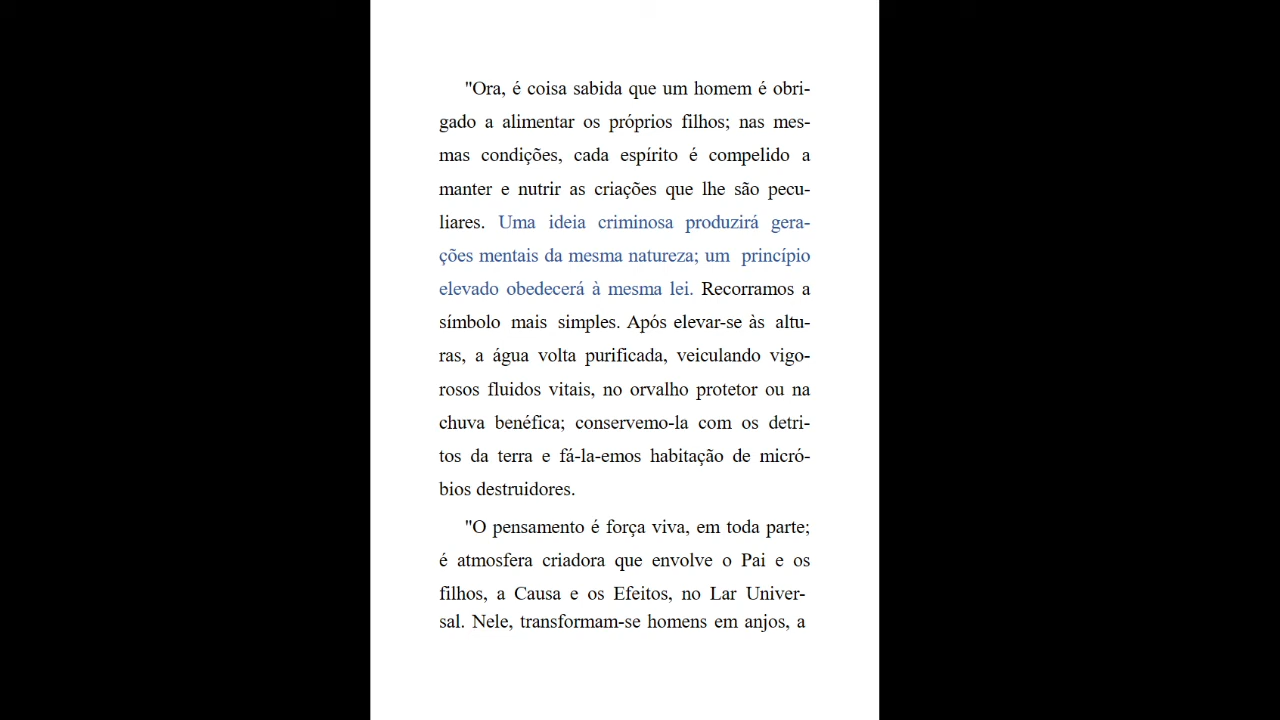 "Ora, é coisa sabida que um homem é obri-
gado a alimentar os próprios filhos; nas mes-
mas condições, cada espírito é compelido a
manter e nutrir as criações que lhe são pecu-
liares. Uma ideia criminosa produzirá gera-
ções mentais da mesma natureza; um princípio
elevado obedecerá à mesma lei. Recorramos a
símbolo mais simples. Após elevar-se às altu-
ras, a água volta purificada, veiculando vigo-
rosos fluidos vitais, no orvalho protetor ou na
chuva benéfica; conservemo-la com os detri-
tos da terra e fá-la-emos habitação de micró-
bios destruidores.
"O pensamento é força viva, em toda parte;
é atmosfera criadora que envolve o Pai e os
filhos, a Causa e os Efeitos, no Lar Univer-
sal. Nele, transformam-se homens em anjos, a